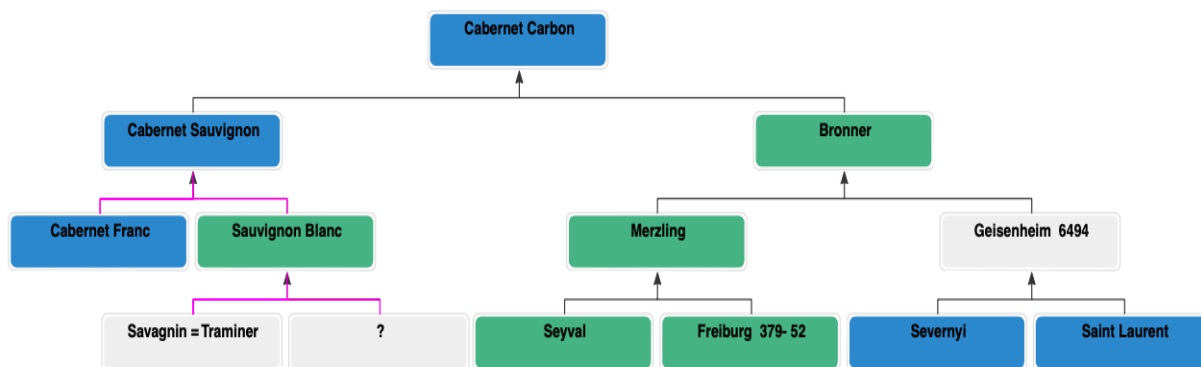 Cabernet Carbon
Cabernet Sauvignon
Bronner
Cabernet Franc
Sauvignon Blanc
Merzling
Geisenheim 6494
Savagnin = Traminer
?
Seyval
Freiburg 379- 52
Severnyi
Saint Laurent